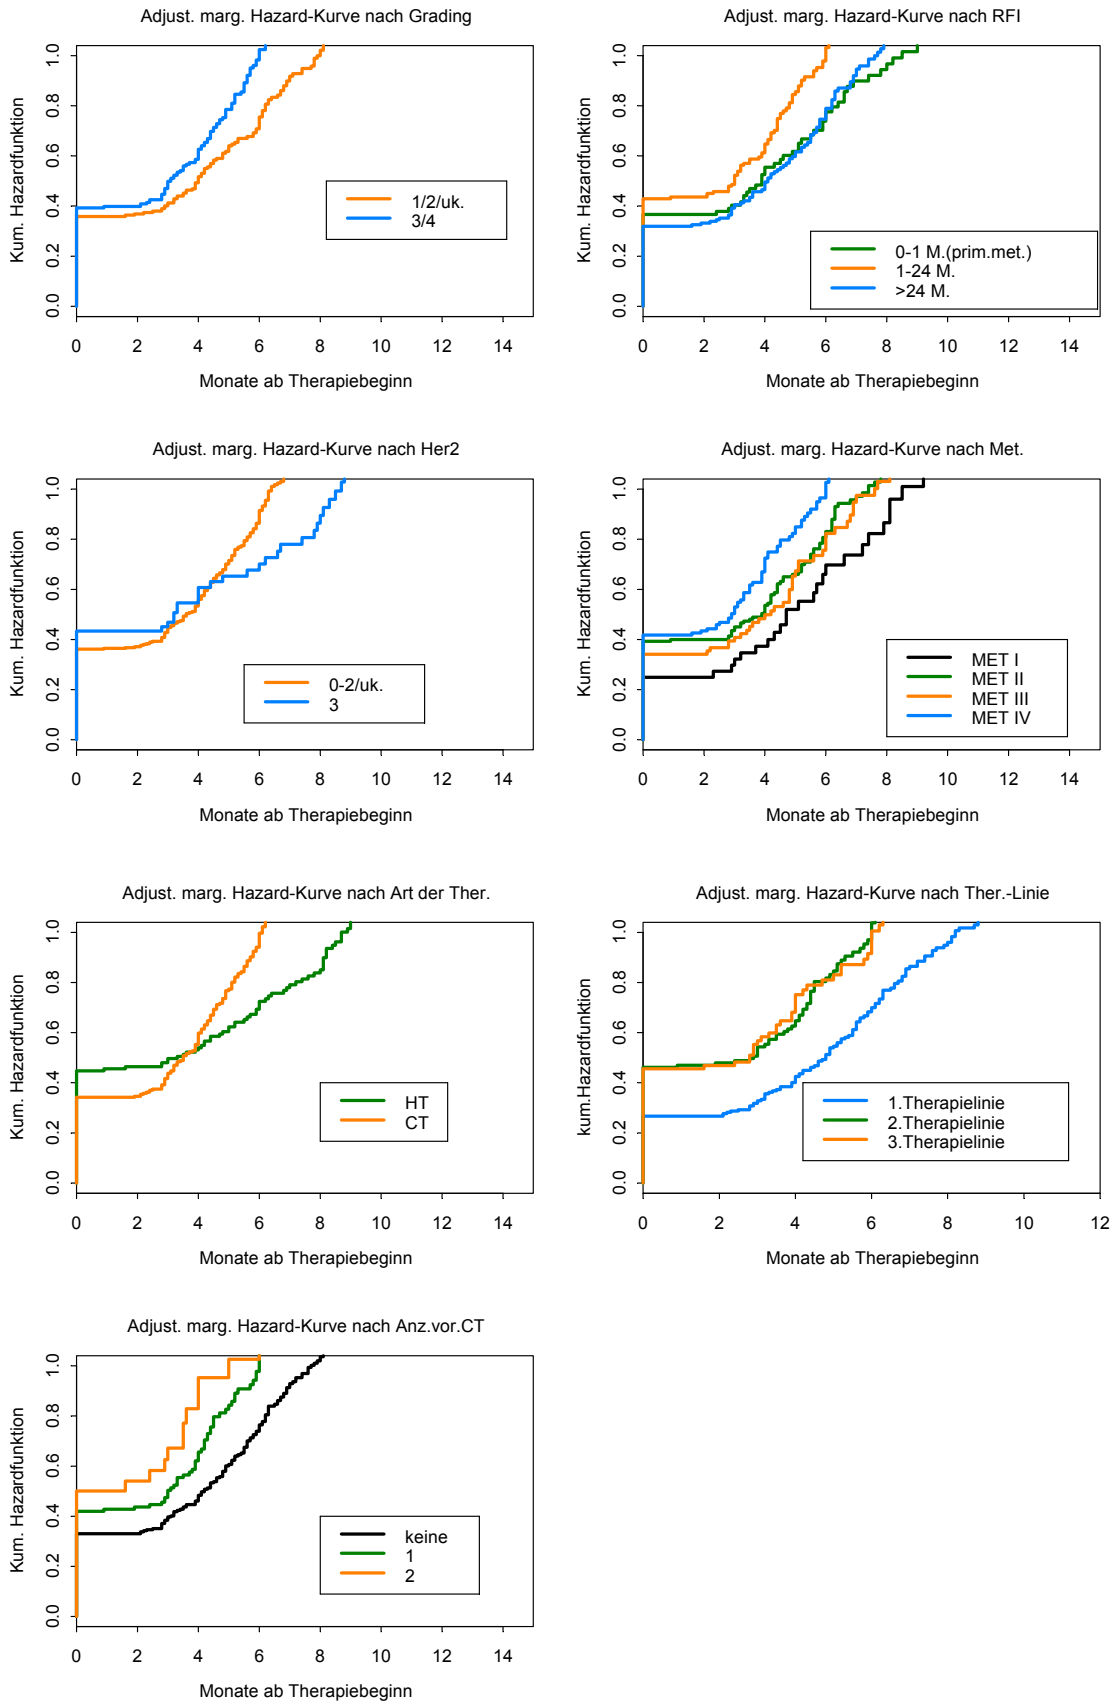 Adjust. marg. Hazard-Kurve nach Grading
Kum. Hazardfunktion
0.0 0.2 0.4 0.6 0.8 1.0
1/2/uk.
3/4
0 2 4 6 8 10 12 14
Monate ab Therapiebeginn
Adjust. marg. Hazard-Kurve nach RFI
Kum. Hazardfunktion
0.0 0.2 0.4 0.6 0.8 1.0
0-1 M.(prim.met.)
1-24 M.
>24 M.
0 2 4 6 8 10 12 14
Monate ab Therapiebeginn
Adjust. marg. Hazard-Kurve nach Her2
Kum. Hazardfunktion
0.0 0.2 0.4 0.6 0.8 1.0
0-2/uk.
3
0 2 4 6 8 10 12 14
Monate ab Therapiebeginn
Adjust. marg. Hazard-Kurve nach Met.
Kum. Hazardfunktion
0.0 0.2 0.4 0.6 0.8 1.0
MET I
MET II
MET III
MET IV
0 2 4 6 8 10 12 14
Monate ab Therapiebeginn
Adjust. marg. Hazard-Kurve nach Art der Ther.
Kum. Hazardfunktion
0.0 0.2 0.4 0.6 0.8 1.0
HT
CT
0 2 4 6 8 10 12 14
Monate ab Therapiebeginn
Adjust. marg. Hazard-Kurve nach Ther.-Linie
kum.Hazardfunktion
0.0 0.2 0.4 0.6 0.8 1.0
1.Therapielinie
2.Therapielinie
3.Therapielinie
0 2 4 6 8 10 12
Monate ab Therapiebeginn
Adjust. marg. Hazard-Kurve nach Anz.vor.CT
Kum. Hazardfunktion
0.0 0.2 0.4 0.6 0.8 1.0
keine
1
2
0 2 4 6 8 10 12 14
Monate ab Therapiebeginn